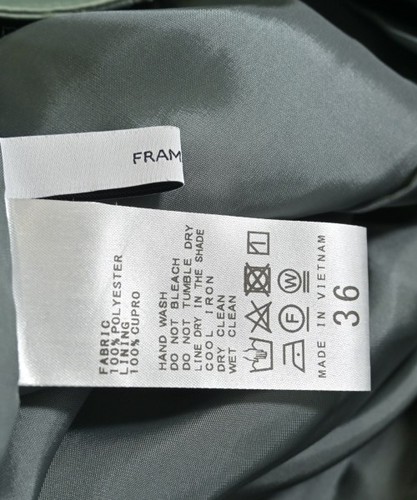 FRAM
FABRIC
100% POLYESTER
LINING
100% CUPRO
HAND WASH
DO NOT BLEACH
DO NOT TUMBLE DRY
LINE DRY IN THE SHADE
COOL IRON
DRY CLEAN
WET CLEAN
F W
MADE IN VIETNAM
36